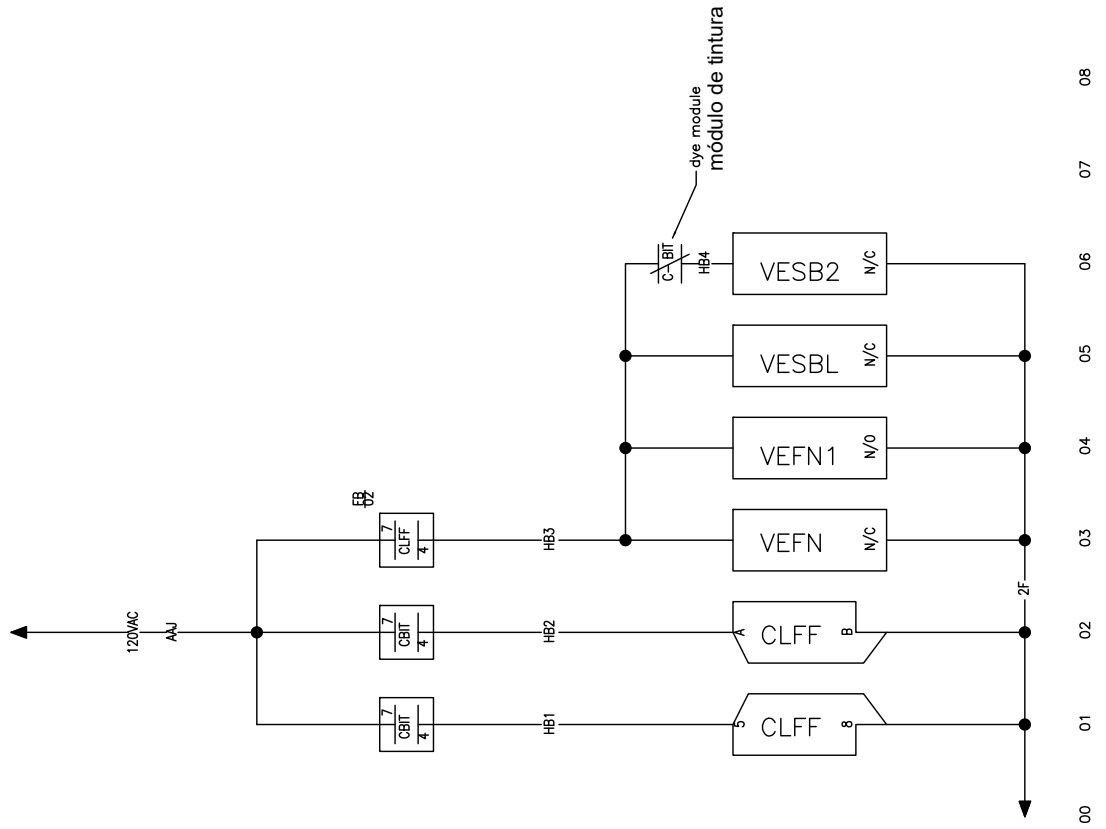 120VAC
AAJ
02
7
CBIT
4
7
CBIT
4
7
CLFF
4
HB1
HB2
HB3
C- BIT
HB4
dye module
módulo de tintura
5
CLFF
8
A
CLFF
B
VEFN
N/C
VEFN1
N/O
VESBL
N/C
VESB2
N/C
2F
00
01
02
03
04
05
06
07
08